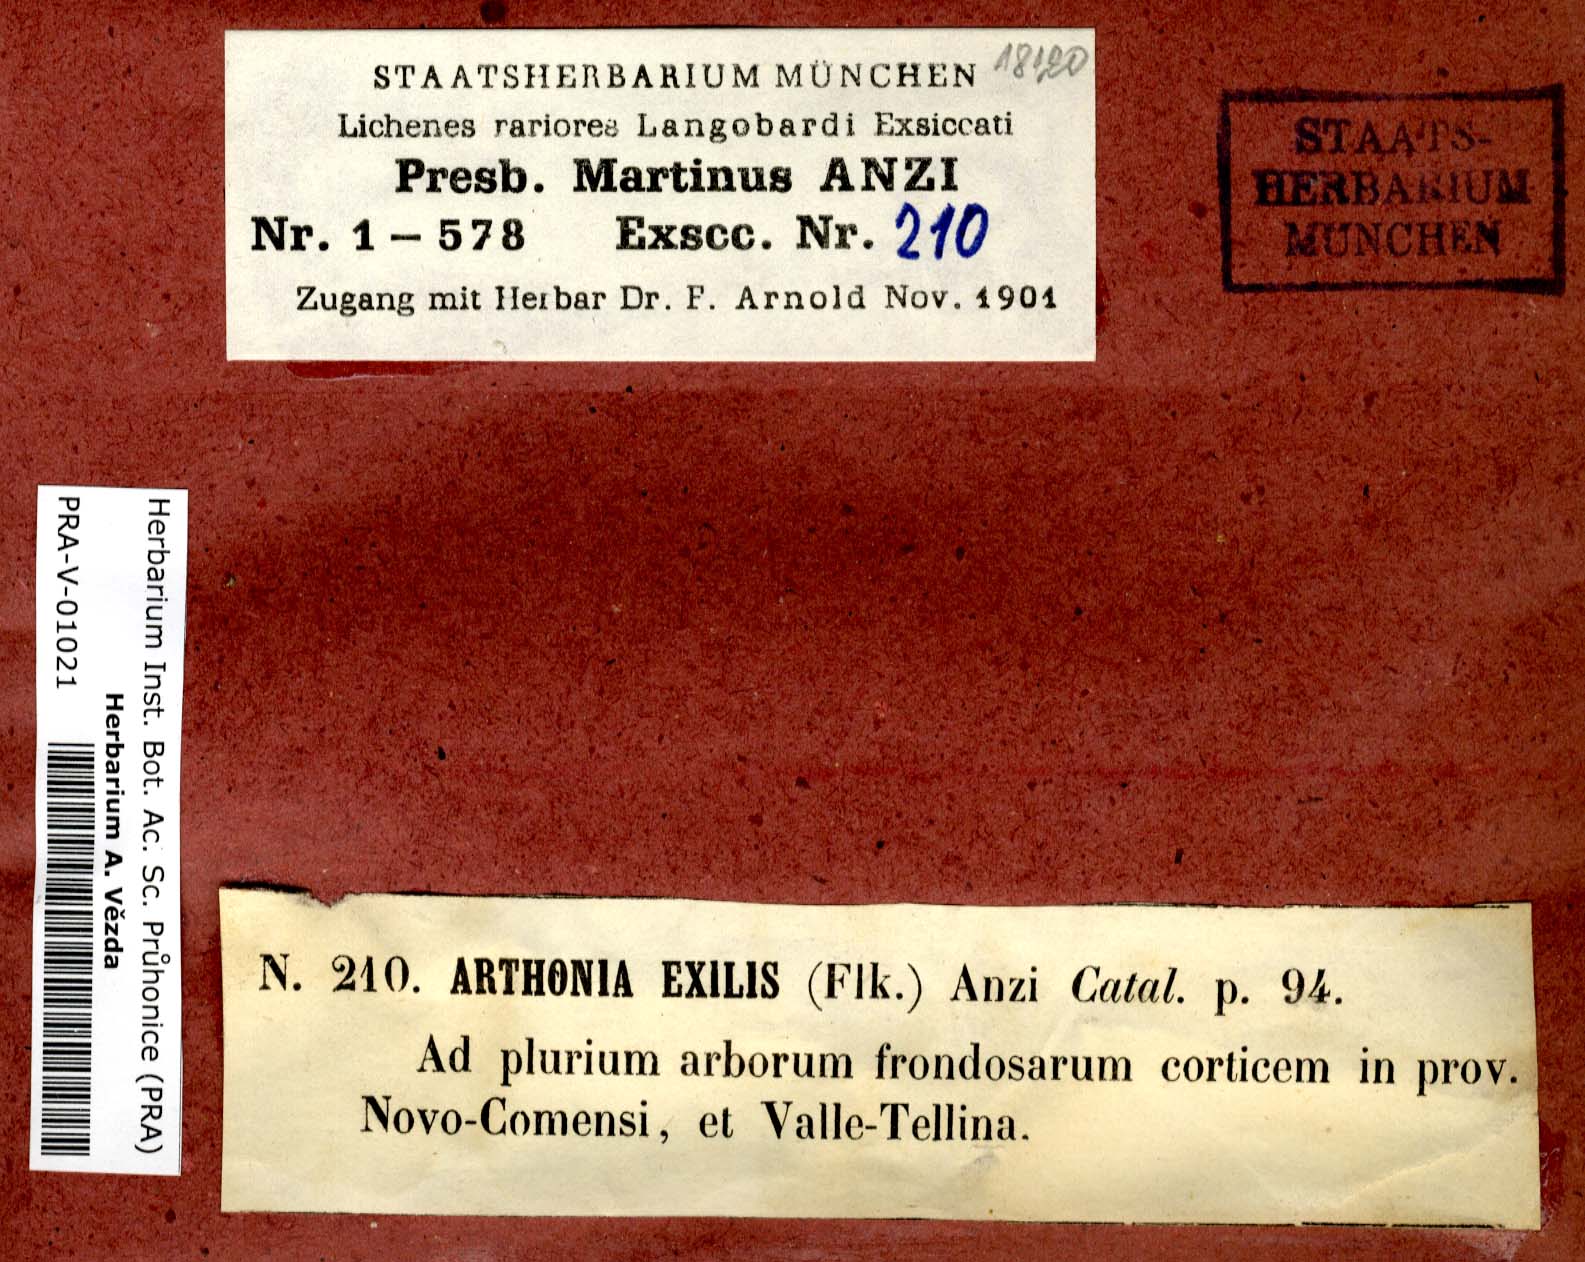 STAATSHERBARIUM MÜNCHEN
Lichenes rariores Langobardi Exsiccati
Presb. Martinus ANZI
Nr. 1 – 578 Exscc. Nr. 210
Zugang mit Herbar Dr. F. Arnold Nov. 1901
STAATS-
HERBARIUM
MÜNCHEN
Herbarium Inst. Bot. Ac. Sc. Průhonice (PRA)
Herbarium A. Vězda
PRA-V-01021
N. 210. ARTHONIA EXILIS (Flk.) Anzi Catal. p. 94.
Ad plurium arborum frondosarum corticem in prov.
Novo-Comensi, et Valle-Tellina.